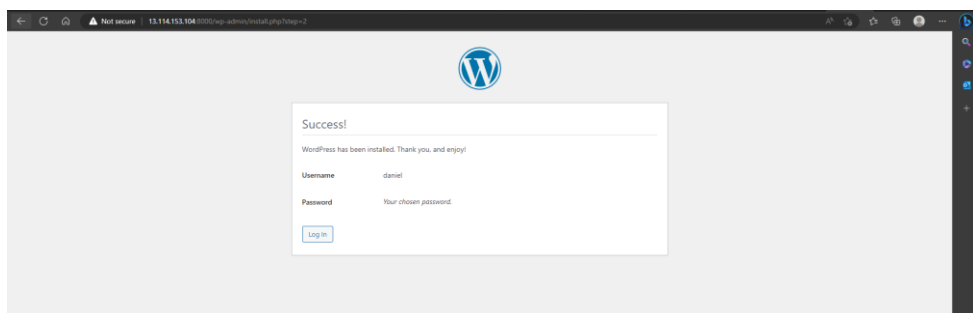 Not secure | 13.114.153.104:8000/wp-admin/install.php?step=2
Success!
WordPress has been installed. Thank you, and enjoy!
Username daniel
Password Your chosen password.
Log In